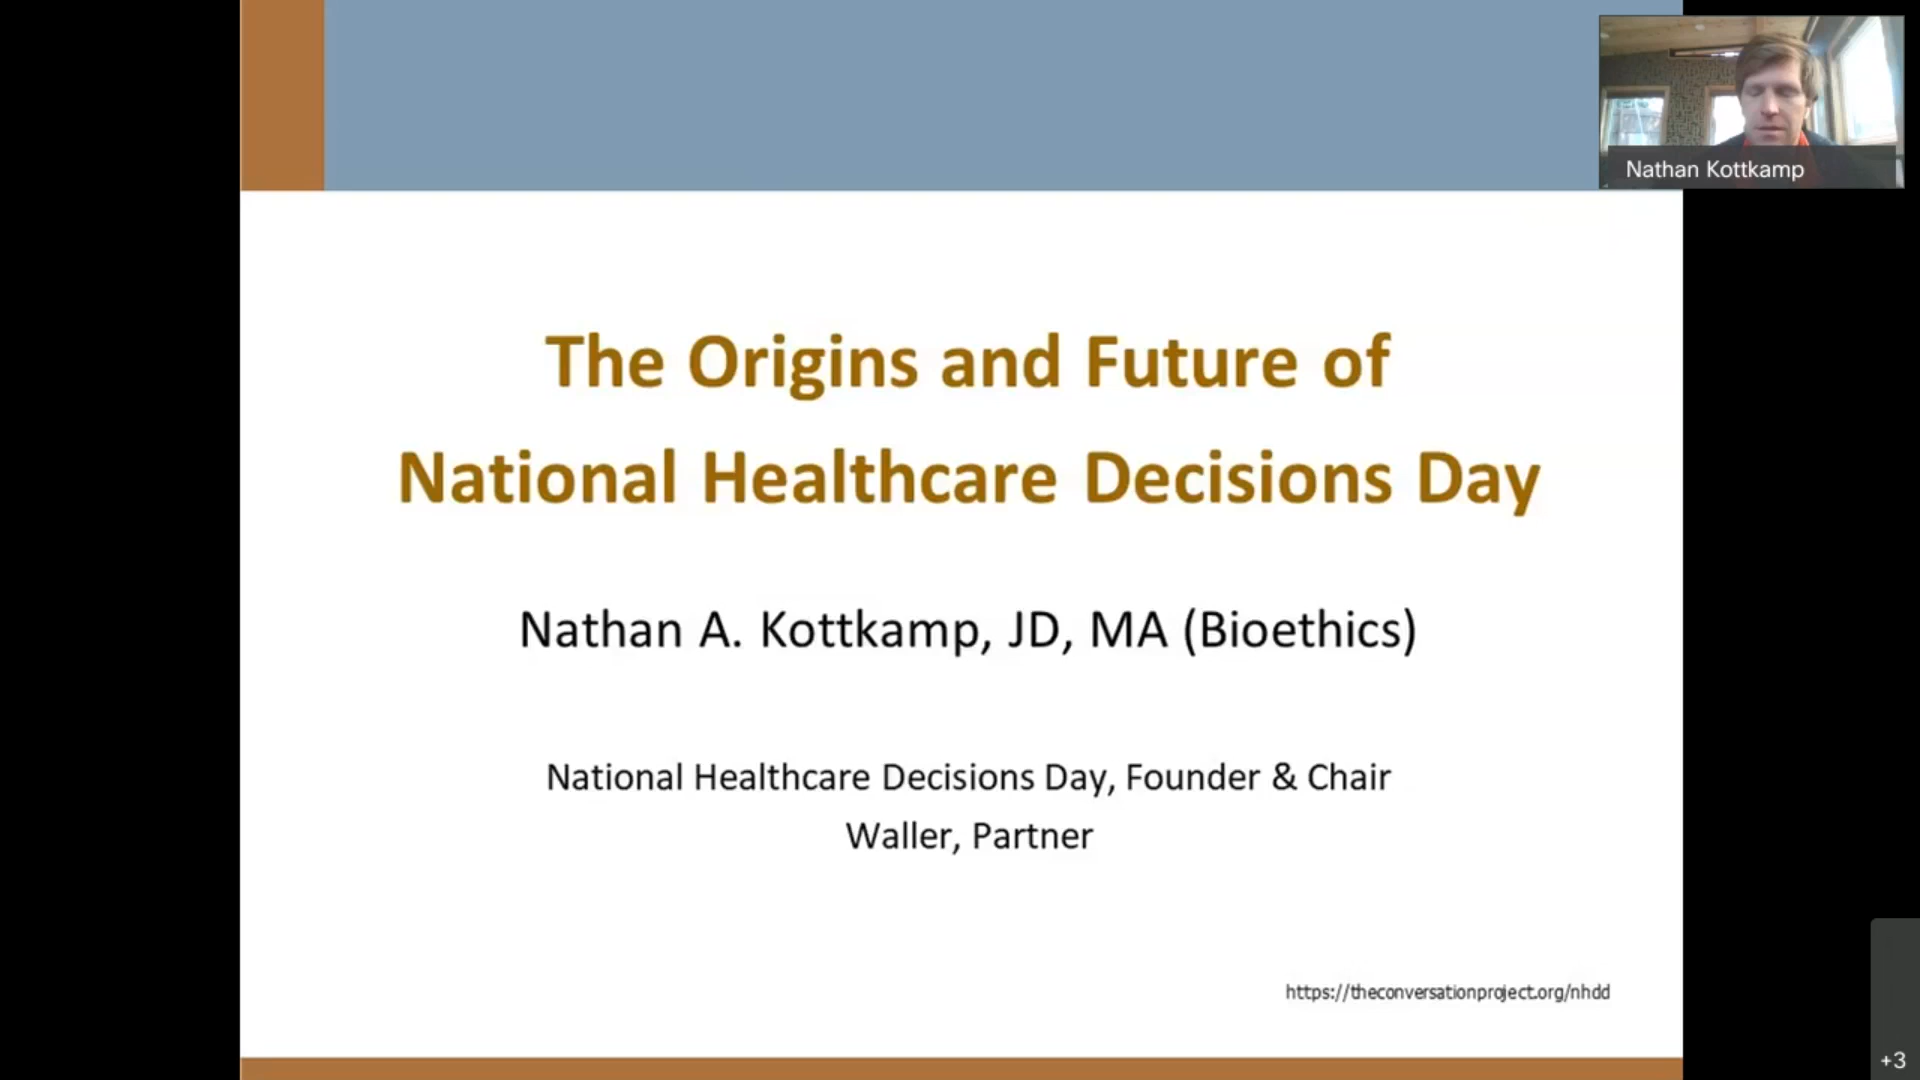 Nathan Kottkamp
The Origins and Future of
National Healthcare Decisions Day
Nathan A. Kottkamp, JD, MA (Bioethics)
National Healthcare Decisions Day, Founder & Chair
Waller, Partner
https://theconversationproject.org/nhdd
+3